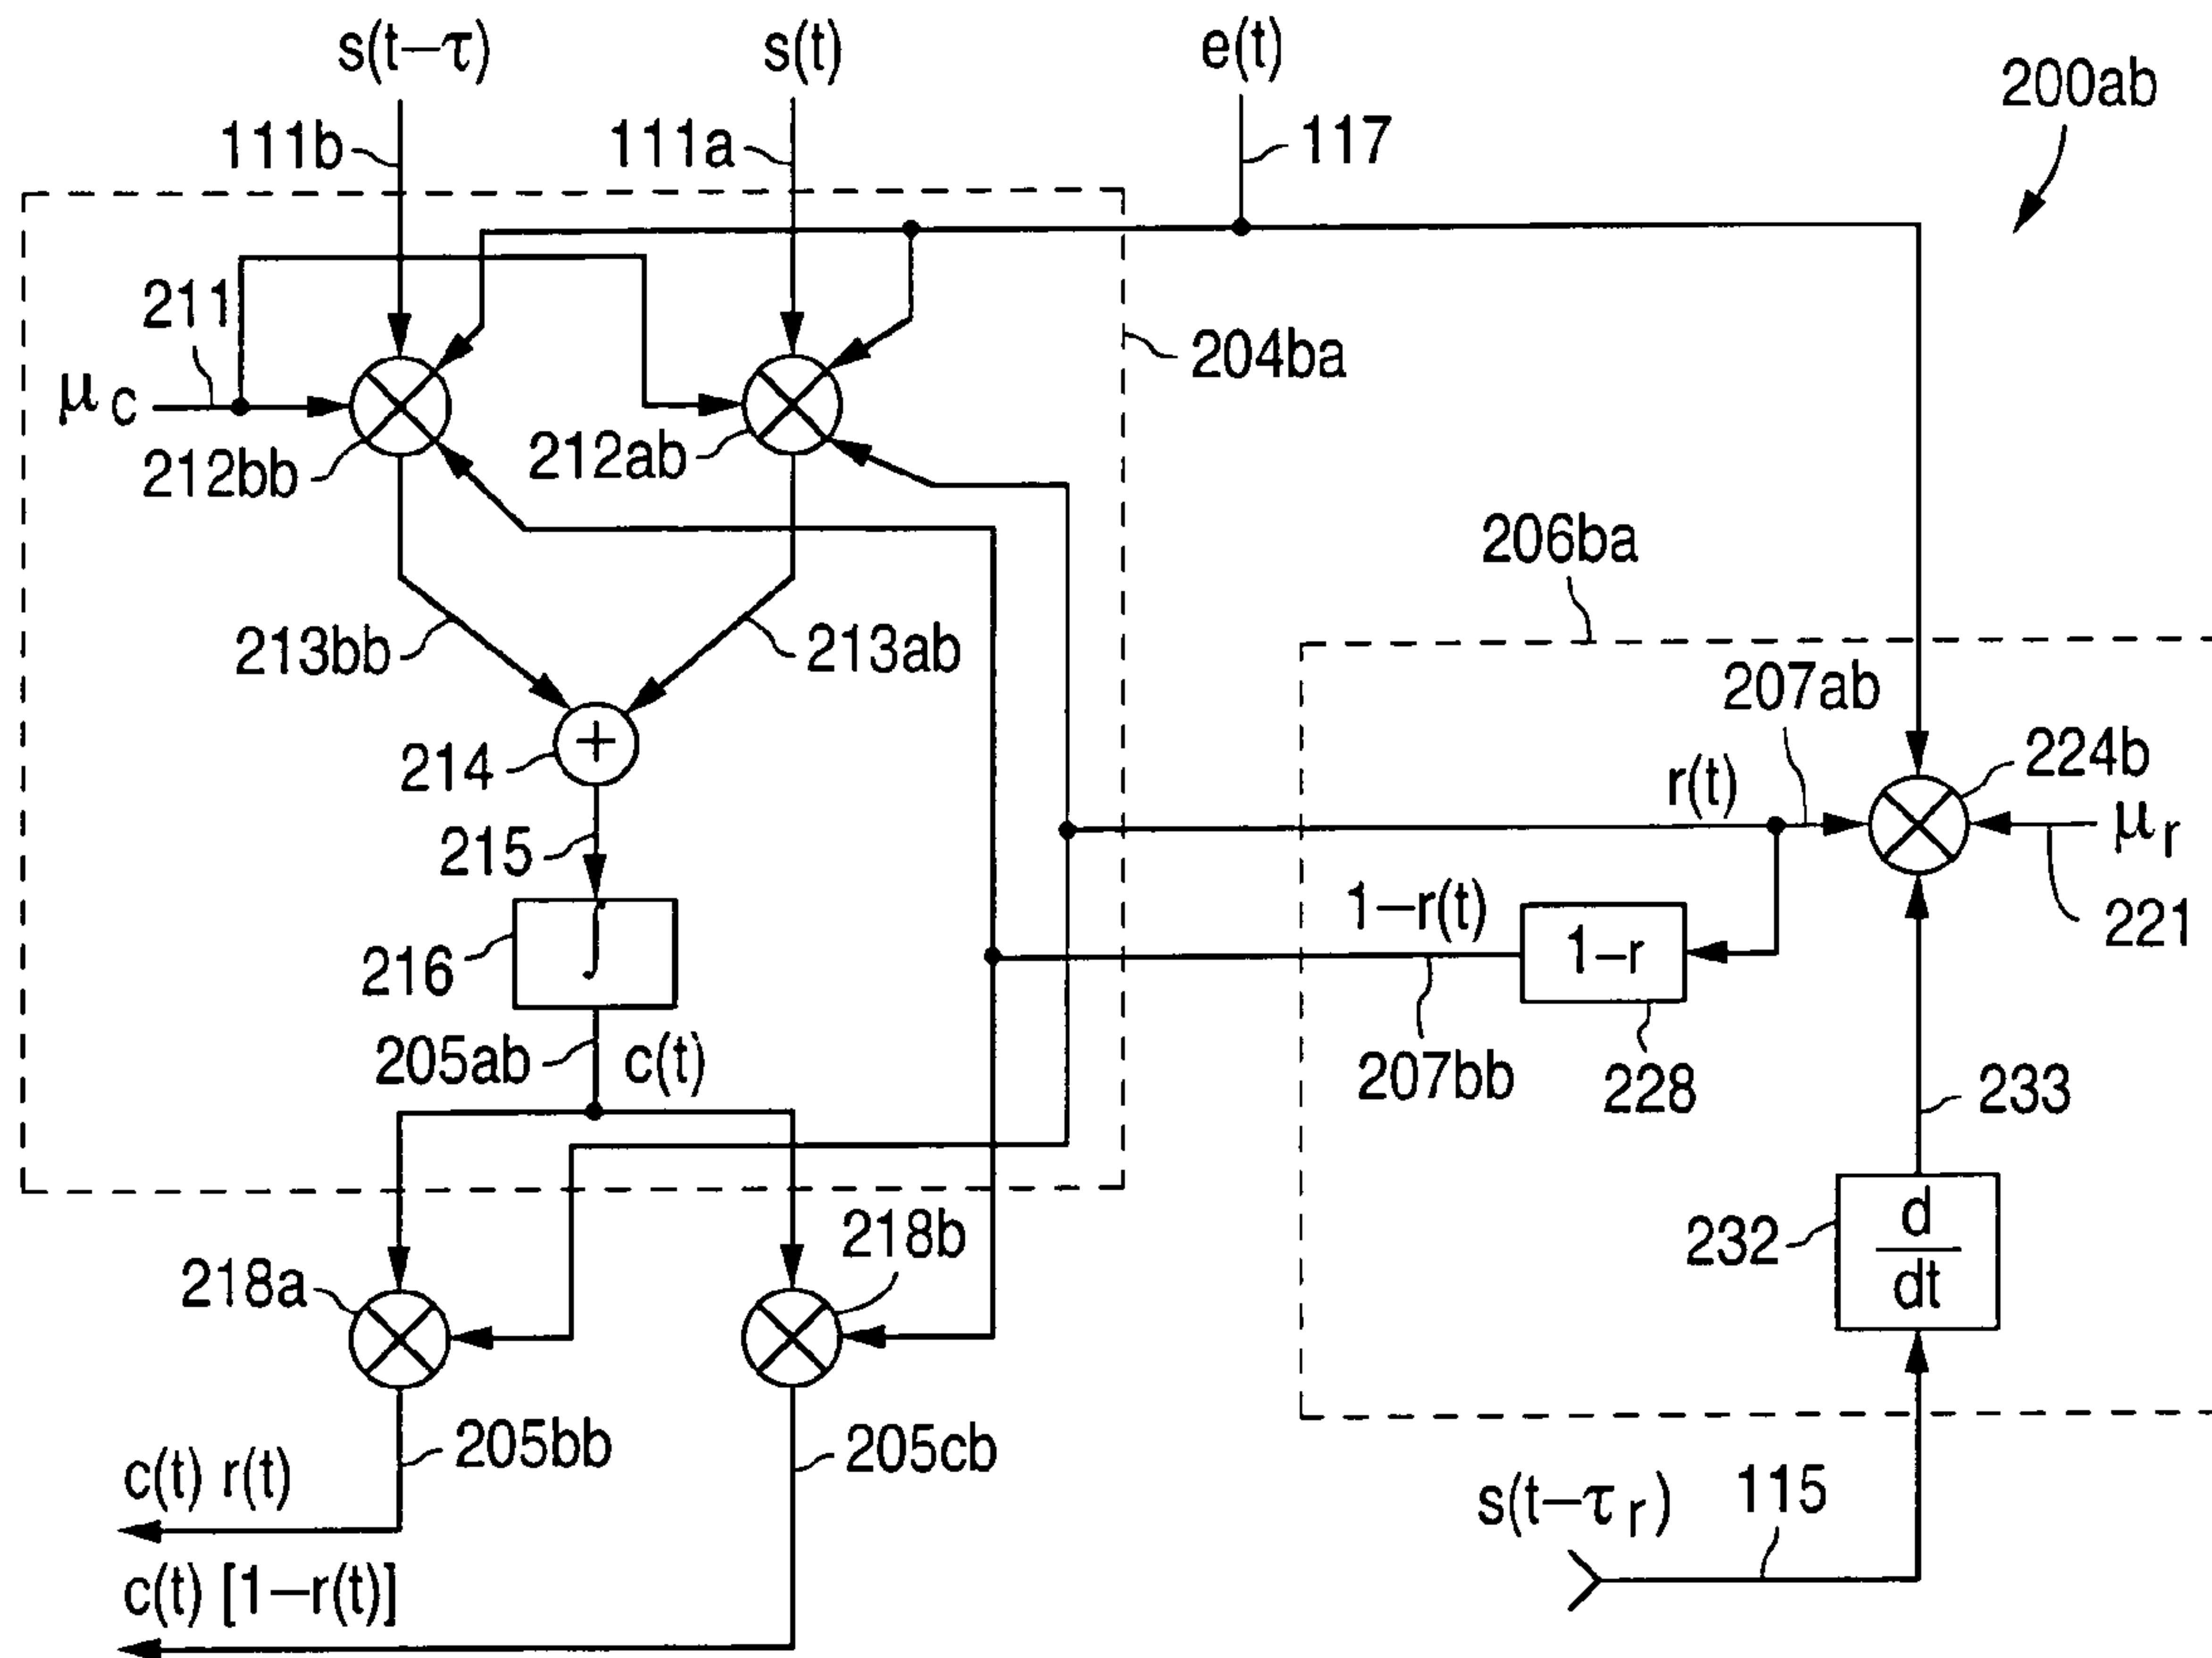 s(t−τ)
s(t)
e(t)
200ab
111b
111a
117
211
204ba
μc
212bb
212ab
206ba
213bb
213ab
207ab
214
+
r(t)
224b
μr
215
1−r(t)
1−r
221
216
∫
205ab
c(t)
207bb
228
233
232
d
dt
218b
218a
205bb
205cb
c(t) r(t)
s(t−τr)
115
c(t) [1−r(t)]